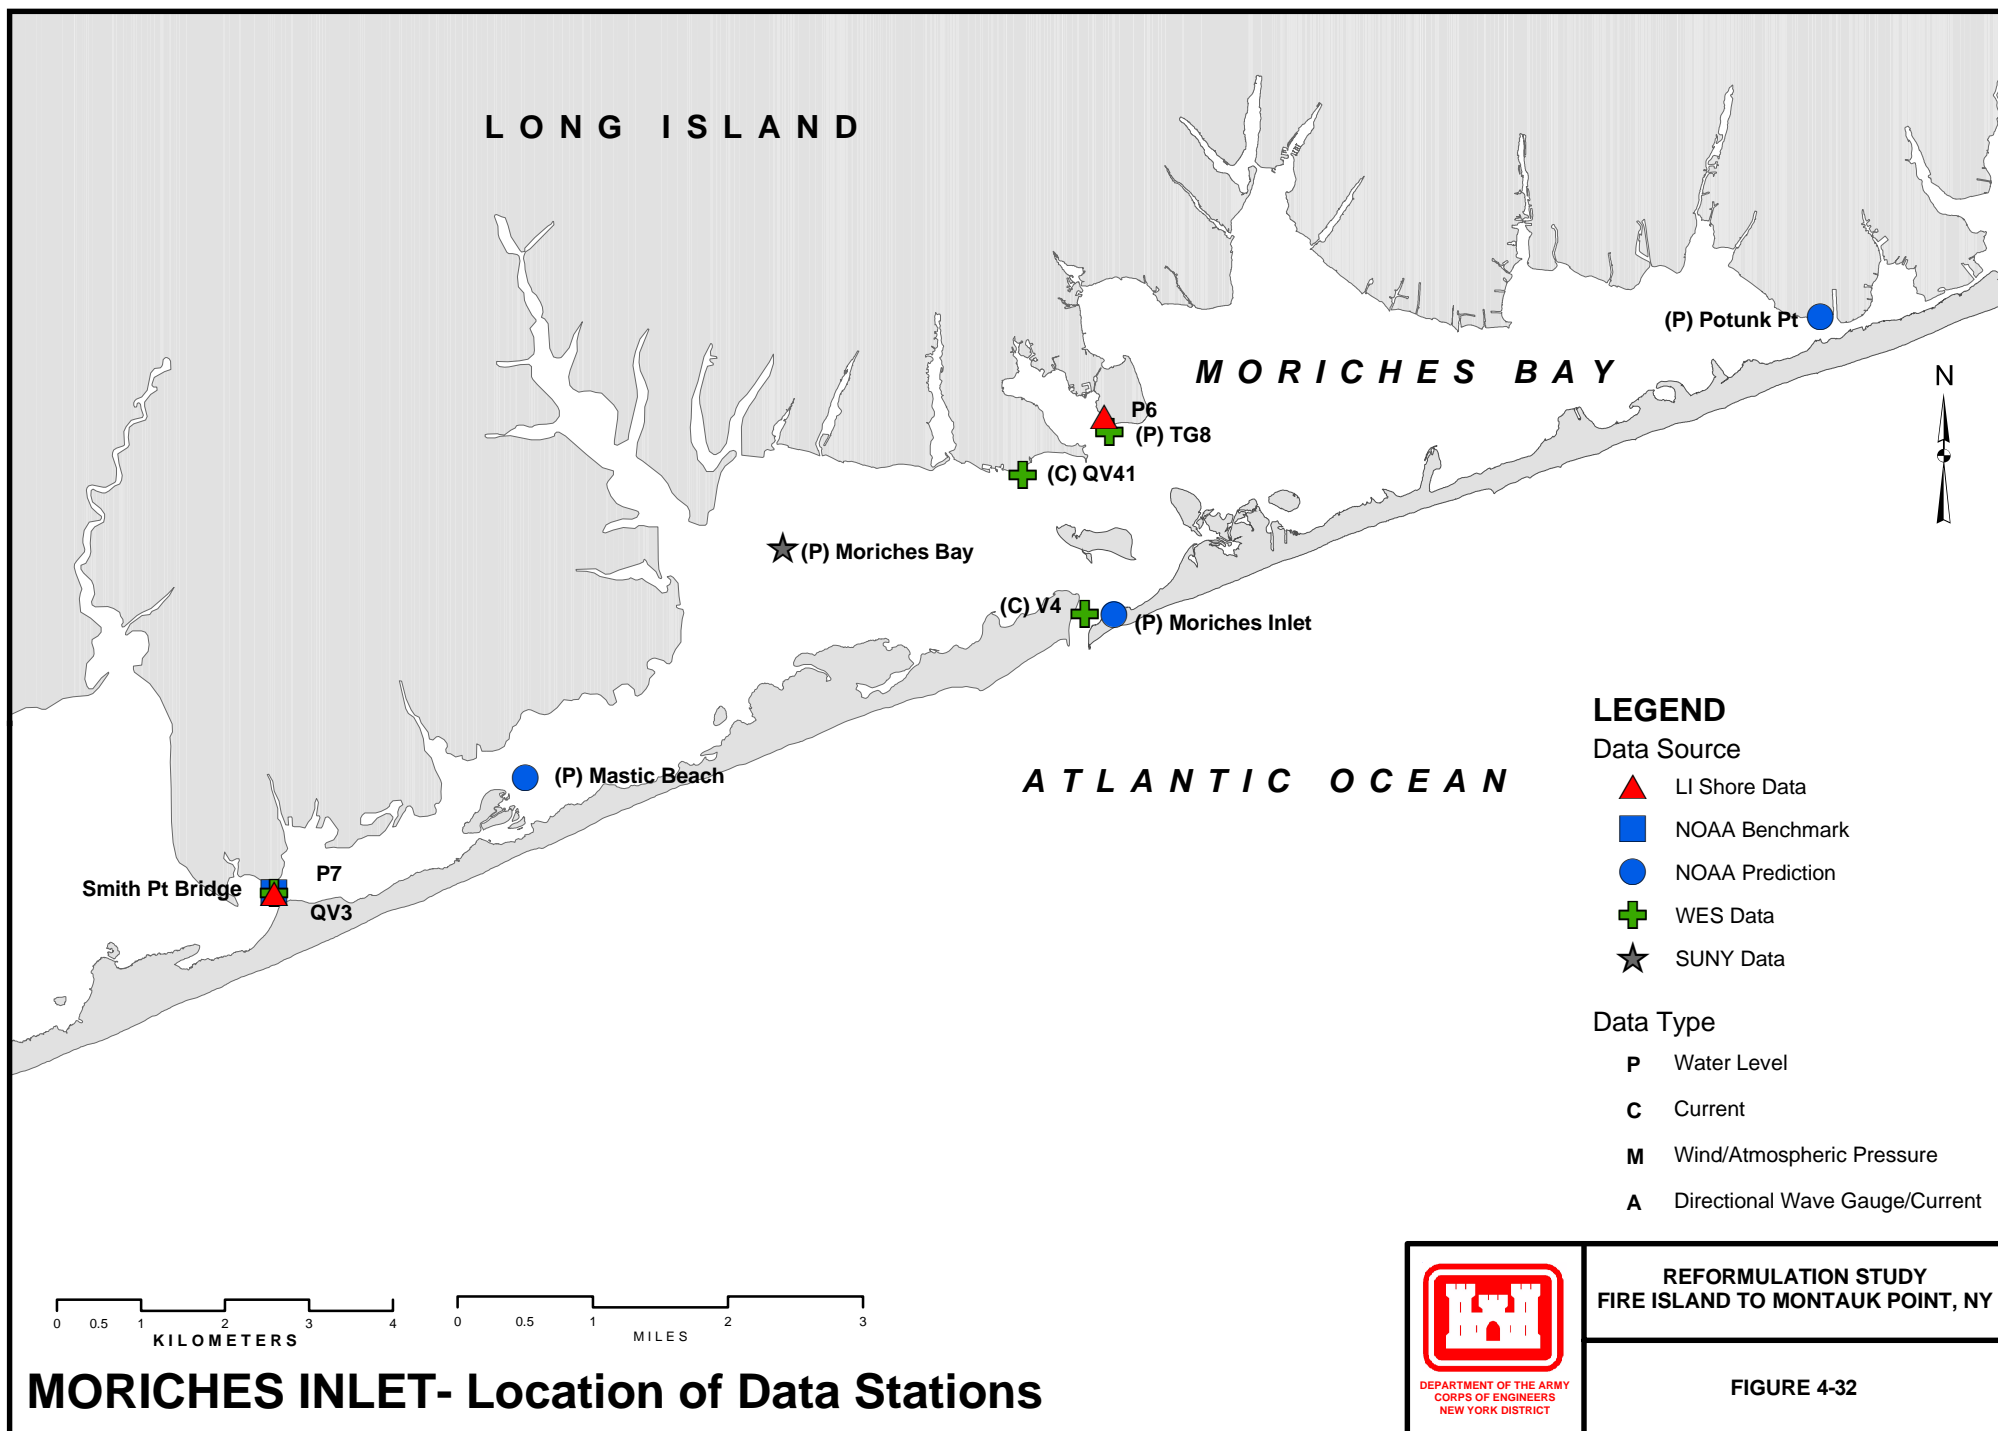 LONG ISLAND
(P) Potunk Pt
MORICHES BAY
N
P6
(P) TG8
(C) QV41
(P) Moriches Bay
(C) V4
(P) Moriches Inlet
(P) Mastic Beach
ATLANTIC OCEAN
Smith Pt Bridge
P7
QV3
LEGEND
Data Source
LI Shore Data
NOAA Benchmark
NOAA Prediction
WES Data
SUNY Data
Data Type
P Water Level
C Current
M Wind/Atmospheric Pressure
A Directional Wave Gauge/Current
0 0.5 1 2 3 4
KILOMETERS
0 0.5 1 2 3
MILES
MORICHES INLET- Location of Data Stations
DEPARTMENT OF THE ARMY
CORPS OF ENGINEERS
NEW YORK DISTRICT
REFORMULATION STUDY
FIRE ISLAND TO MONTAUK POINT, NY
FIGURE 4-32